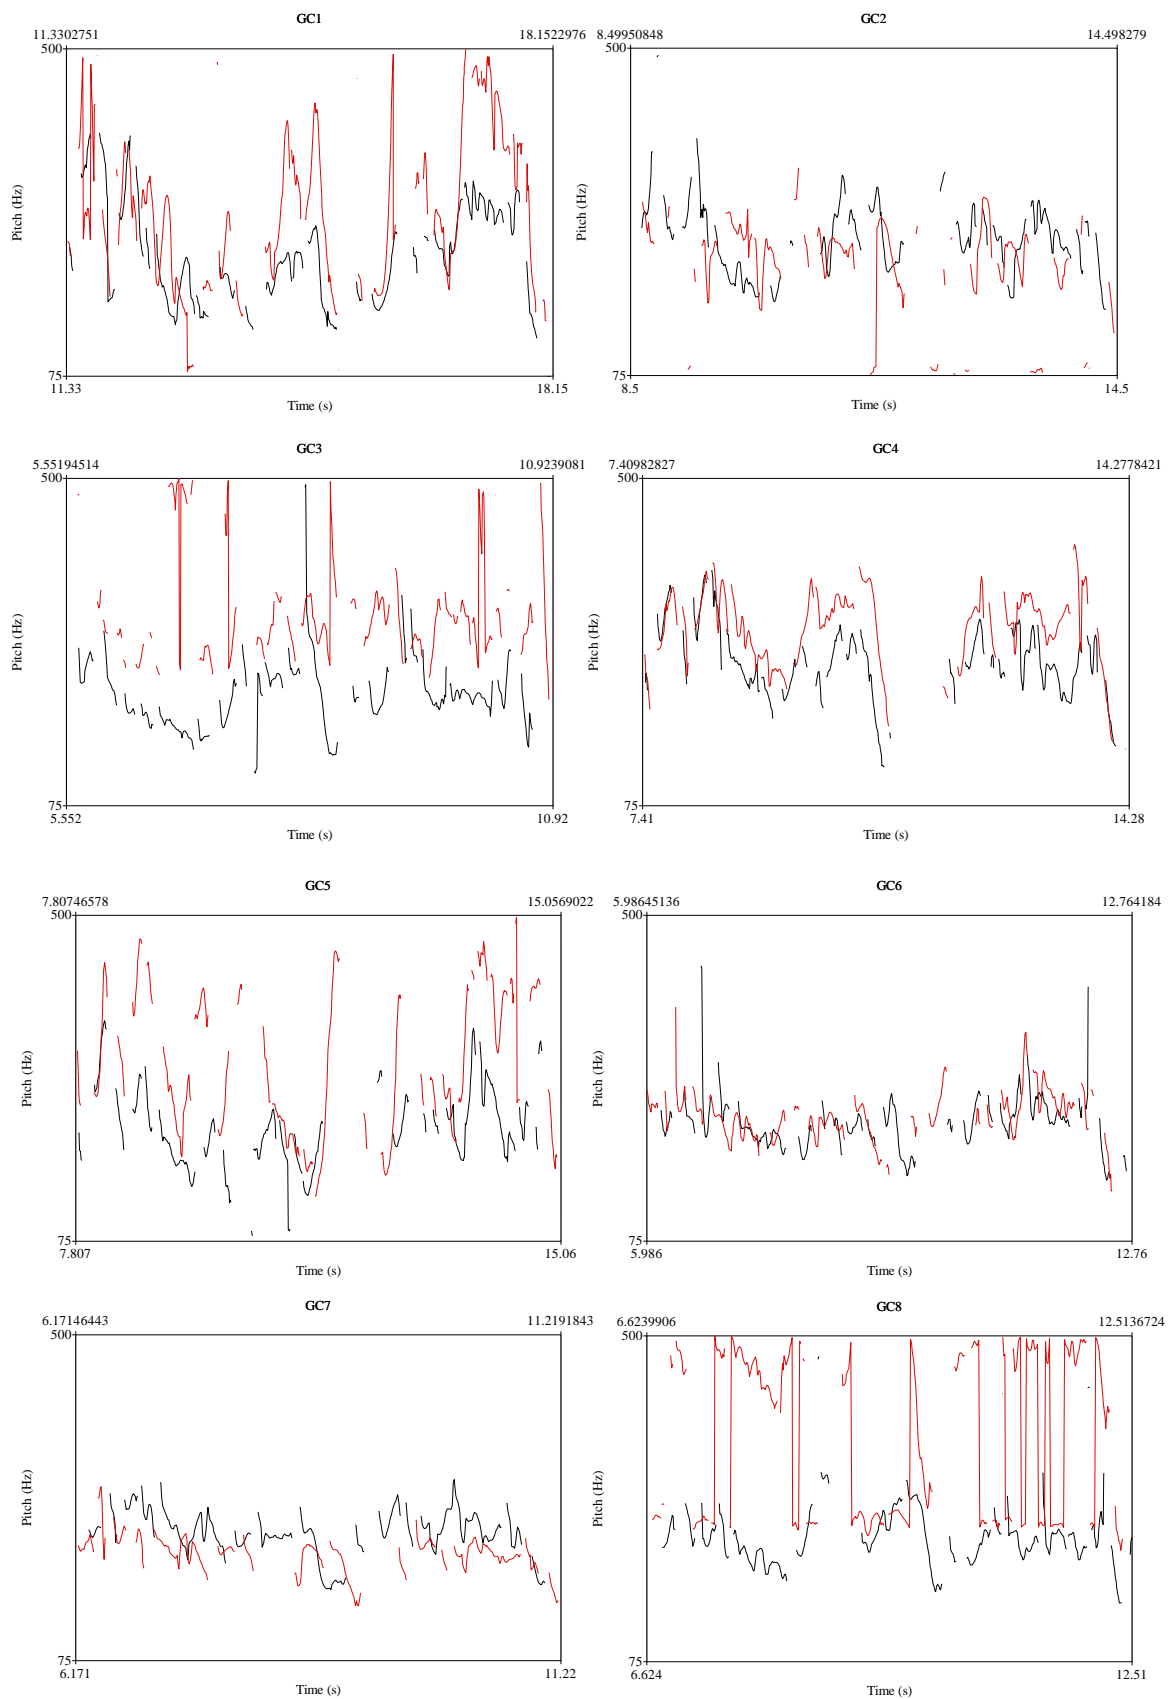 GC1
11.3302751 18.1522976
500
Pitch (Hz)
75
11.33 18.15
Time (s)
GC2
8.49950848 14.498279
500
Pitch (Hz)
75
8.5 14.5
Time (s)
GC3
5.55194514 10.9239081
500
Pitch (Hz)
75
5.552 10.92
Time (s)
GC4
7.40982827 14.2778421
500
Pitch (Hz)
75
7.41 14.28
Time (s)
GC5
7.80746578 15.0569022
500
Pitch (Hz)
75
7.807 15.06
Time (s)
GC6
5.98645136 12.764184
500
Pitch (Hz)
75
5.986 12.76
Time (s)
GC7
6.17146443 11.2191843
500
Pitch (Hz)
75
6.171 11.22
Time (s)
GC8
6.6239906 12.5136724
500
Pitch (Hz)
75
6.624 12.51
Time (s)